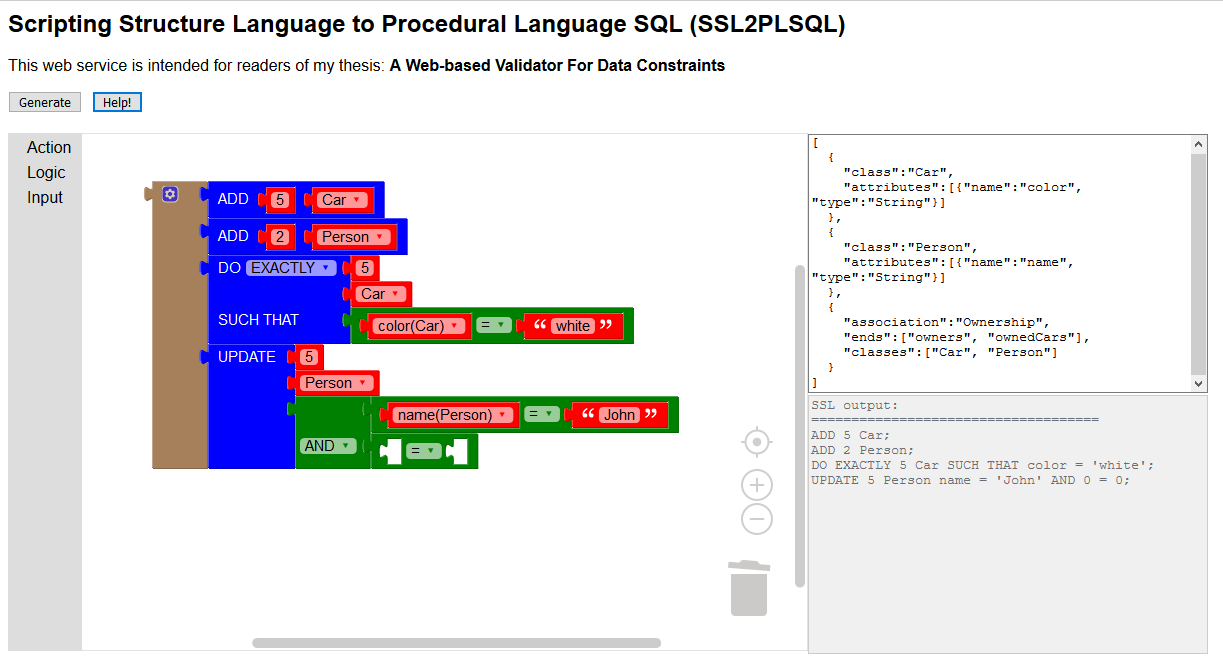 Scripting Structure Language to Procedural Language SQL (SSL2PLSQL)
This web service is intended for readers of my thesis: A Web-based Validator For Data Constraints
Generate Help!
Action
Logic
Input
ADD 5 Car
ADD 2 Person
DO EXACTLY 5
Car
SUCH THAT color(Car) = “ white ”
UPDATE 5
Person
name(Person) = “ John ”
AND =
[
{
"class":"Car",
"attributes":[{"name":"color",
"type":"String"}]
},
{
"class":"Person",
"attributes":[{"name":"name",
"type":"String"}]
},
{
"association":"Ownership",
"ends":["owners", "ownedCars"],
"classes":["Car", "Person"]
}
]
SSL output:
====================================
ADD 5 Car;
ADD 2 Person;
DO EXACTLY 5 Car SUCH THAT color = 'white';
UPDATE 5 Person name = 'John' AND 0 = 0;